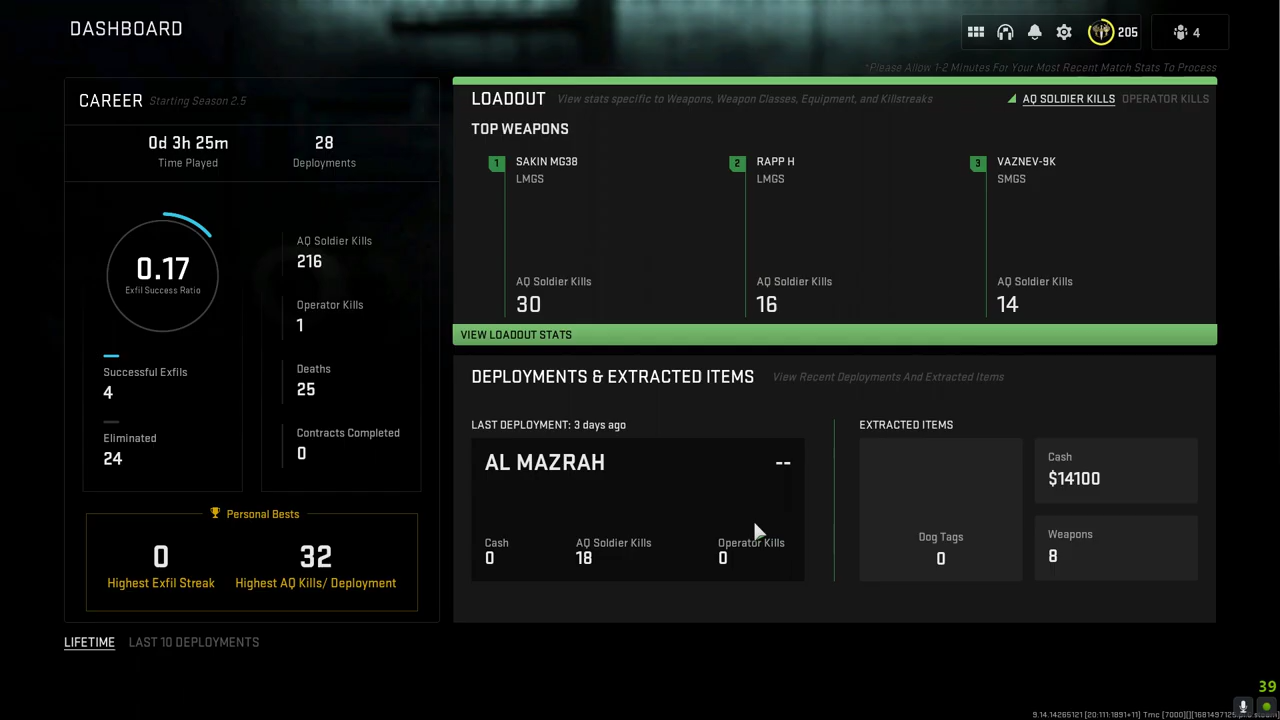 DASHBOARD
205
4
*Please Allow 1-2 Minutes For Your Most Recent Match Stats To Process
CAREER Starting Season 2.5
0d 3h 25m
Time Played
28
Deployments
0.17
Exfil Success Ratio
Successful Exfils
4
Eliminated
24
AQ Soldier Kills
216
Operator Kills
1
Deaths
25
Contracts Completed
0
Personal Bests
0
Highest Exfil Streak
32
Highest AQ Kills/ Deployment
LIFETIME LAST 10 DEPLOYMENTS
LOADOUT View stats specific to Weapons, Weapon Classes, Equipment, and Killstreaks
AQ SOLDIER KILLS OPERATOR KILLS
TOP WEAPONS
1 SAKIN MG38
LMGS
AQ Soldier Kills
30
2 RAPP H
LMGS
AQ Soldier Kills
16
3 VAZNEV-9K
SMGS
AQ Soldier Kills
14
VIEW LOADOUT STATS
DEPLOYMENTS & EXTRACTED ITEMS View Recent Deployments And Extracted Items
LAST DEPLOYMENT: 3 days ago
AL MAZRAH --
Cash
0
AQ Soldier Kills
18
Operator Kills
0
EXTRACTED ITEMS
Dog Tags
0
Cash
$14100
Weapons
8
39